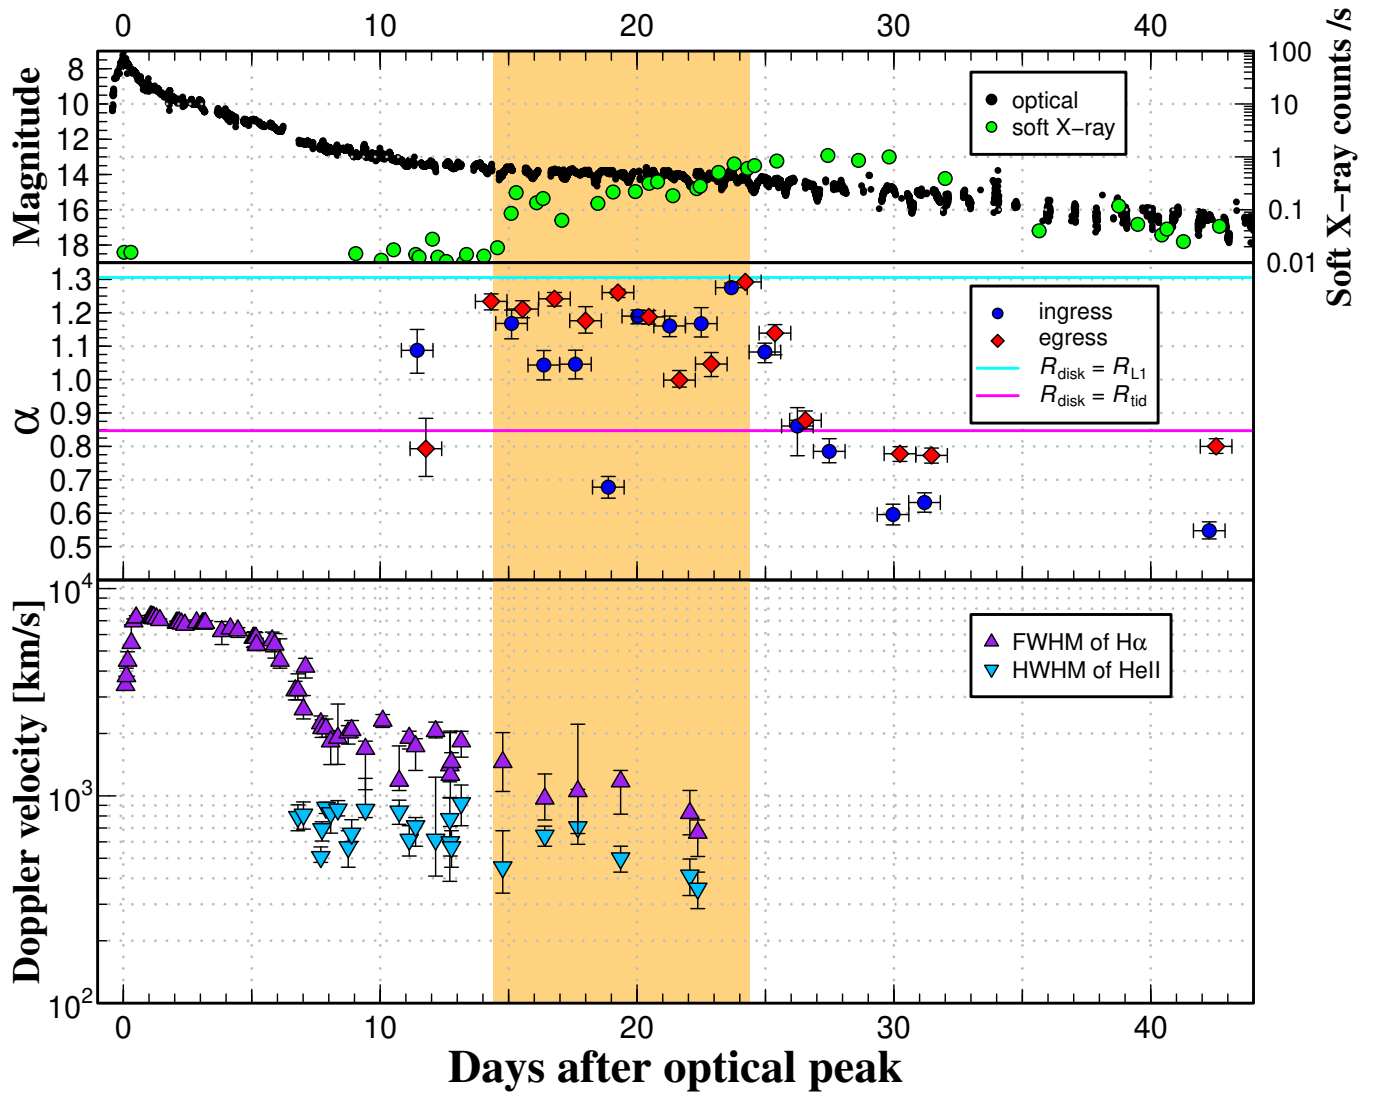 0 10 20 30 40
Magnitude
8
10
12
14
16
18
optical
soft X−ray
100
10
1
0.1
0.01
Soft X−ray counts /s
α
1.3
1.2
1.1
1.0
0.9
0.8
0.7
0.6
0.5
ingress
egress
Rdisk = RL1
Rdisk = Rtid
Doppler velocity [km/s]
10⁴
10³
10²
FWHM of Hα
HWHM of HeII
0 10 20 30 40
Days after optical peak